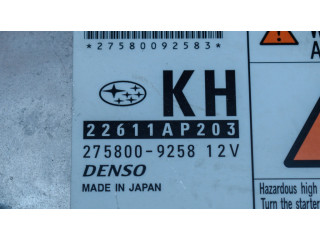 *27580092583*
KH
22611AP203
275800-9258 12V
DENSO
MADE IN JAPAN
Hazardous high
Turn the starter